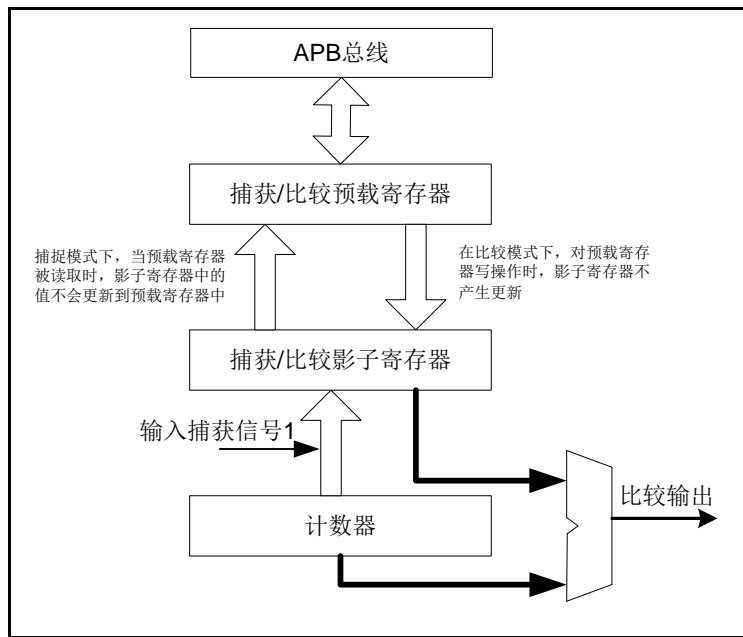 APB总线
捕获/比较预载寄存器
捕捉模式下，当预载寄存器
被读取时，影子寄存器中的
值不会更新到预载寄存器中
在比较模式下，对预载寄存
器写操作时，影子寄存器不
产生更新
捕获/比较影子寄存器
输入捕获信号1
计数器
比较输出